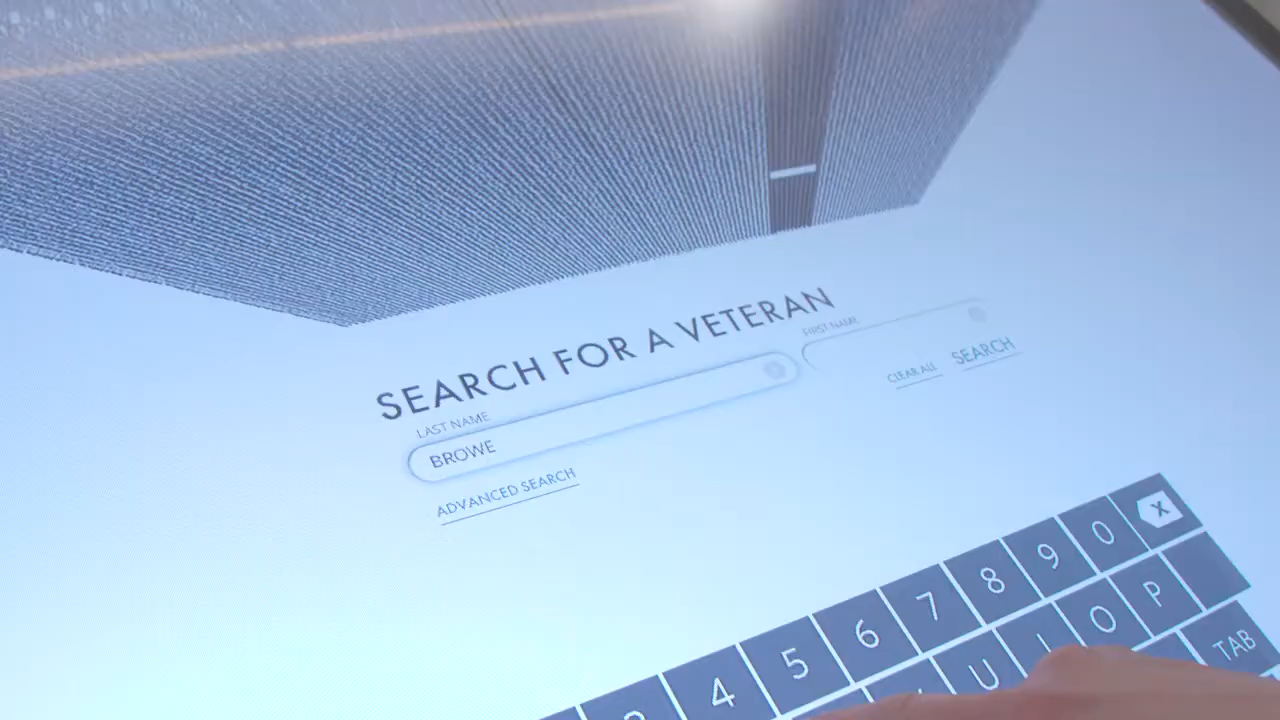 SEARCH FOR A VETERAN
LAST NAME
FIRST NAME
BROWE
CLEAR ALL
SEARCH
ADVANCED SEARCH
4 5 6 7 8 9 0 X
U I O P
TAB